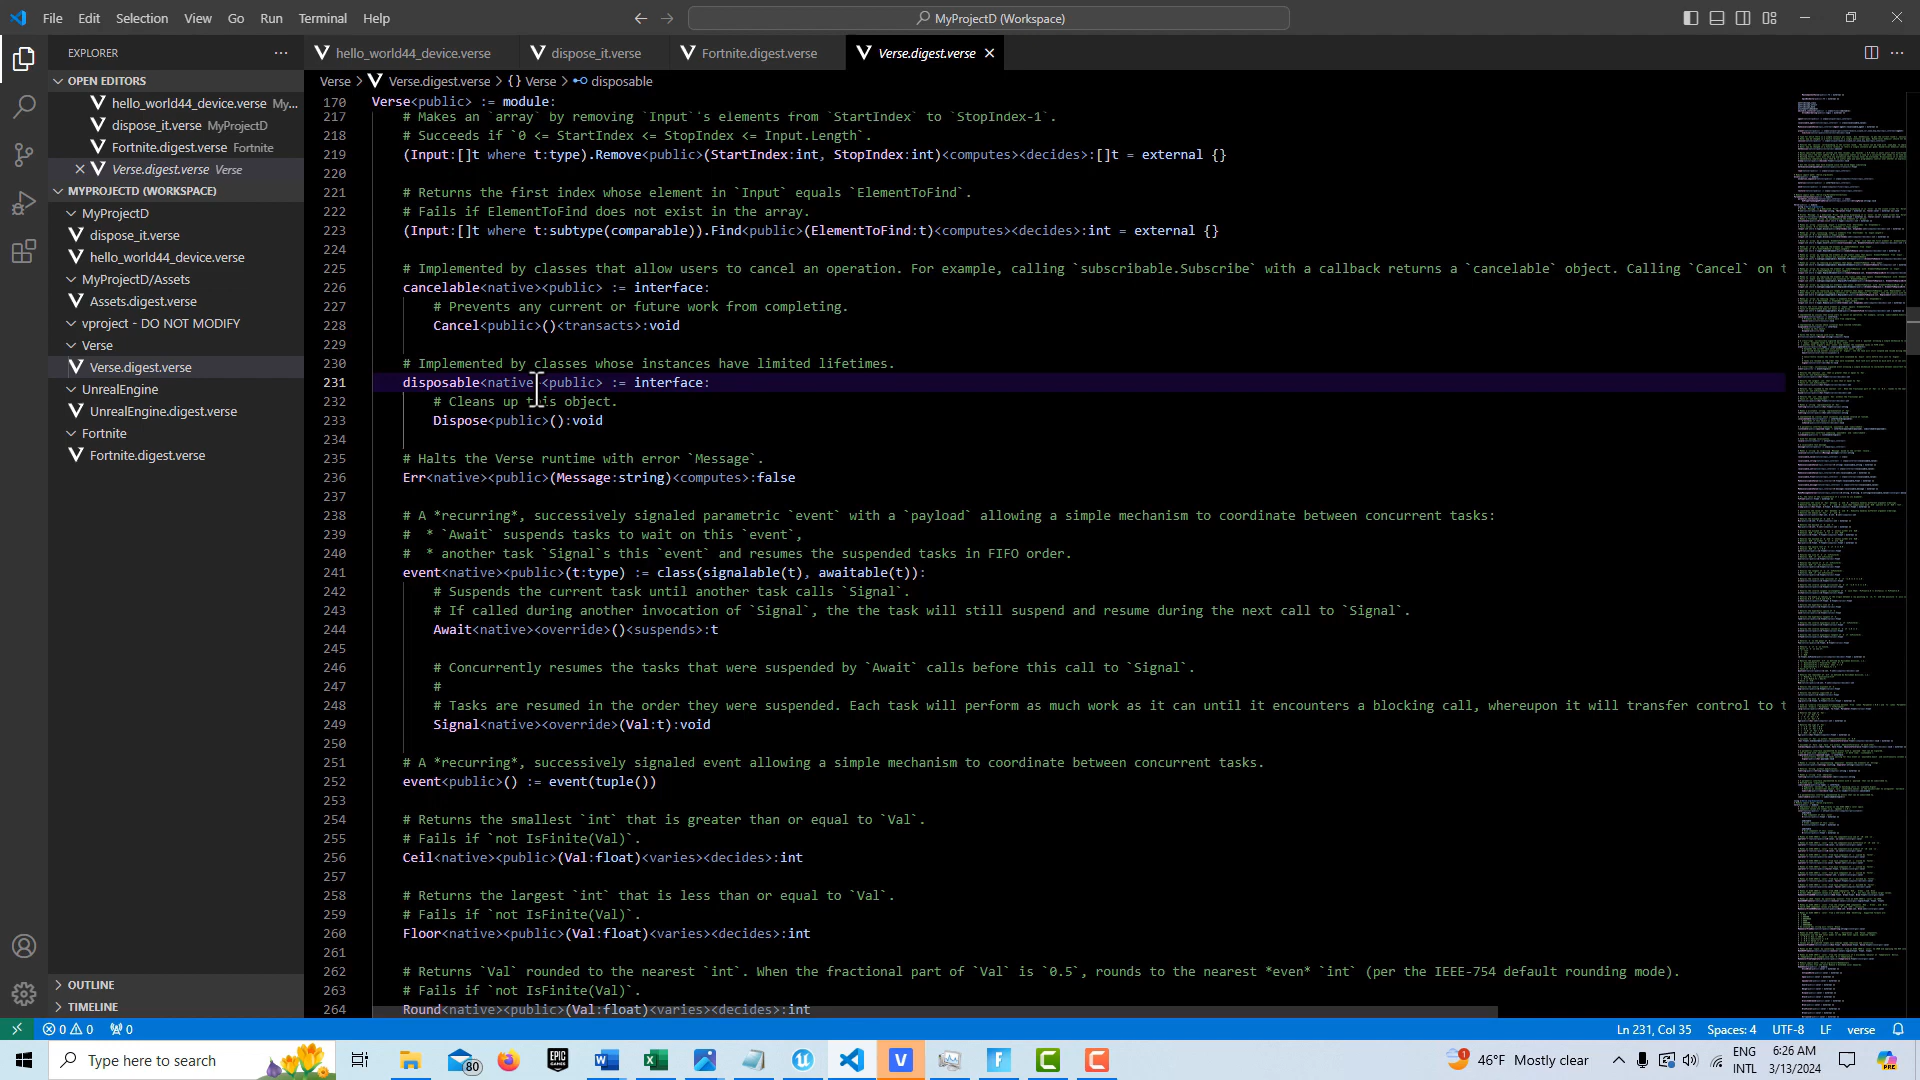 File Edit Selection View Go Run Terminal Help
MyProjectD (Workspace)
EXPLORER
hello_world44_device.verse
dispose_it.verse
Fortnite.digest.verse
Verse.digest.verse
OPEN EDITORS
hello_world44_device.verse My...
dispose_it.verse MyProjectD
Fortnite.digest.verse Fortnite
Verse.digest.verse Verse
MYPROJECTD (WORKSPACE)
MyProjectD
dispose_it.verse
hello_world44_device.verse
MyProjectD/Assets
Assets.digest.verse
vproject - DO NOT MODIFY
Verse
Verse.digest.verse
UnrealEngine
UnrealEngine.digest.verse
Fortnite
Fortnite.digest.verse
OUTLINE
TIMELINE
Verse > Verse.digest.verse > {} Verse > disposable
170 Verse<public> := module:
217 # Makes an `array` by removing `Input`'s elements from `StartIndex` to `StopIndex-1`.
218 # Succeeds if `0 <= StartIndex <= StopIndex <= Input.Length`.
219 (Input:[]t where t:type).Remove<public>(StartIndex:int, StopIndex:int)<computes><decides>:[]t = external {}
220
221 # Returns the first index whose element in `Input` equals `ElementToFind`.
222 # Fails if ElementToFind does not exist in the array.
223 (Input:[]t where t:subtype(comparable)).Find<public>(ElementToFind:t)<computes><decides>:int = external {}
224
225 # Implemented by classes that allow users to cancel an operation. For example, calling `subscribable.Subscribe` with a callback returns a `cancelable` object. Calling `Cancel` on t
226 cancelable<native><public> := interface:
227 # Prevents any current or future work from completing.
228 Cancel<public>()<transacts>:void
229
230 # Implemented by classes whose instances have limited lifetimes.
231 disposable<native><public> := interface:
232 # Cleans up this object.
233 Dispose<public>():void
234
235 # Halts the Verse runtime with error `Message`.
236 Err<native><public>(Message:string)<computes>:false
237
238 # A *recurring*, successively signaled parametric `event` with a `payload` allowing a simple mechanism to coordinate between concurrent tasks:
239 # * `Await` suspends tasks to wait on this `event`,
240 # * another task `Signal`s this `event` and resumes the suspended tasks in FIFO order.
241 event<native><public>(t:type) := class(signalable(t), awaitable(t)):
242 # Suspends the current task until another task calls `Signal`.
243 # If called during another invocation of `Signal`, the the task will still suspend and resume during the next call to `Signal`.
244 Await<native><override>()<suspends>:t
245
246 # Concurrently resumes the tasks that were suspended by `Await` calls before this call to `Signal`.
247 #
248 # Tasks are resumed in the order they were suspended. Each task will perform as much work as it can until it encounters a blocking call, whereupon it will transfer control to t
249 Signal<native><override>(Val:t):void
250
251 # A *recurring*, successively signaled event allowing a simple mechanism to coordinate between concurrent tasks.
252 event<public>() := event(tuple())
253
254 # Returns the smallest `int` that is greater than or equal to `Val`.
255 # Fails if `not IsFinite(Val)`.
256 Ceil<native><public>(Val:float)<varies><decides>:int
257
258 # Returns the largest `int` that is less than or equal to `Val`.
259 # Fails if `not IsFinite(Val)`.
260 Floor<native><public>(Val:float)<varies><decides>:int
261
262 # Returns `Val` rounded to the nearest `int`. When the fractional part of `Val` is `0.5`, rounds to the nearest *even* `int` (per the IEEE-754 default rounding mode).
263 # Fails if `not IsFinite(Val)`.
264 Round<native><public>(Val:float)<varies><decides>:int
0 0 0
Ln 231, Col 35 Spaces: 4 UTF-8 LF verse
Type here to search
80
EPIC GAMES
1 46°F Mostly clear
ENG
INTL
6:26 AM
3/13/2024
PRE